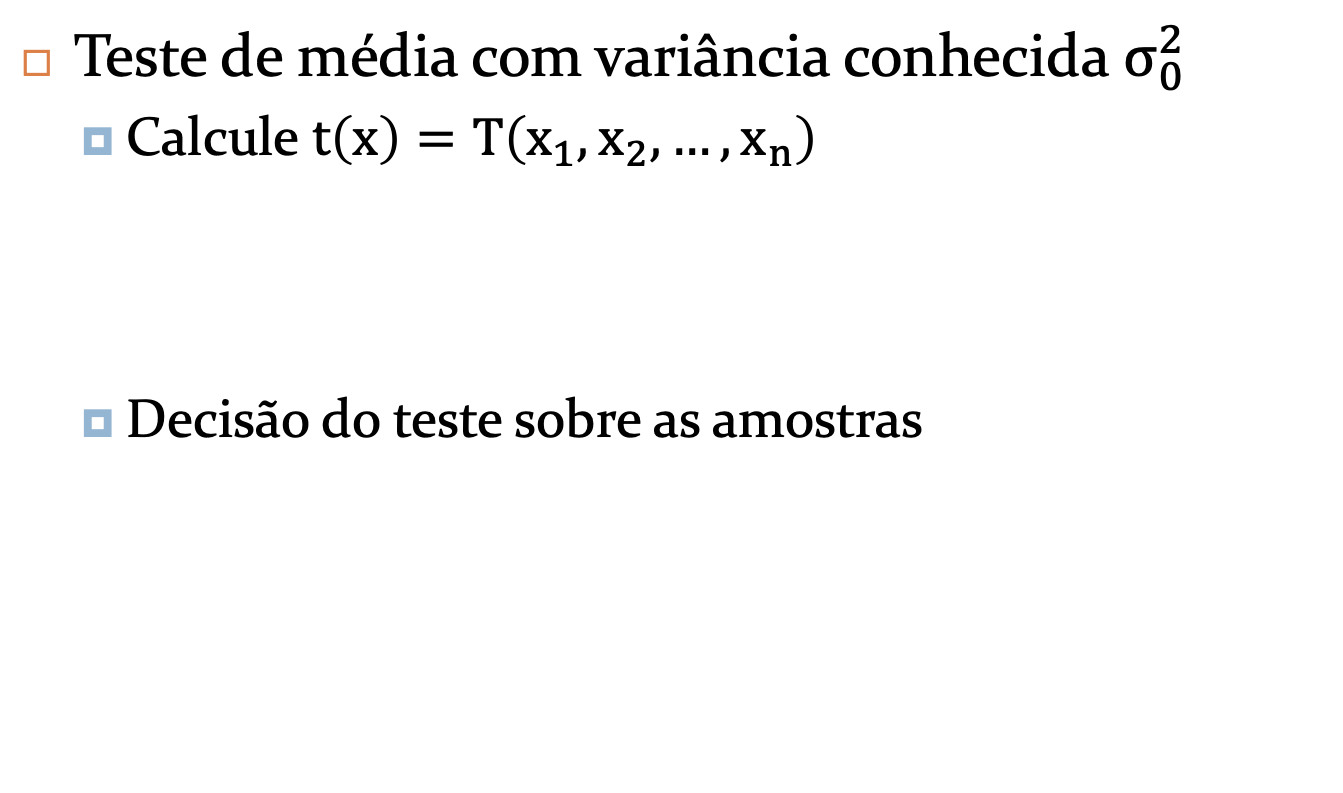 Teste de média com variância conhecida σ₀²
Calcule t(x) = T(x₁, x₂, … , xₙ)
Decisão do teste sobre as amostras